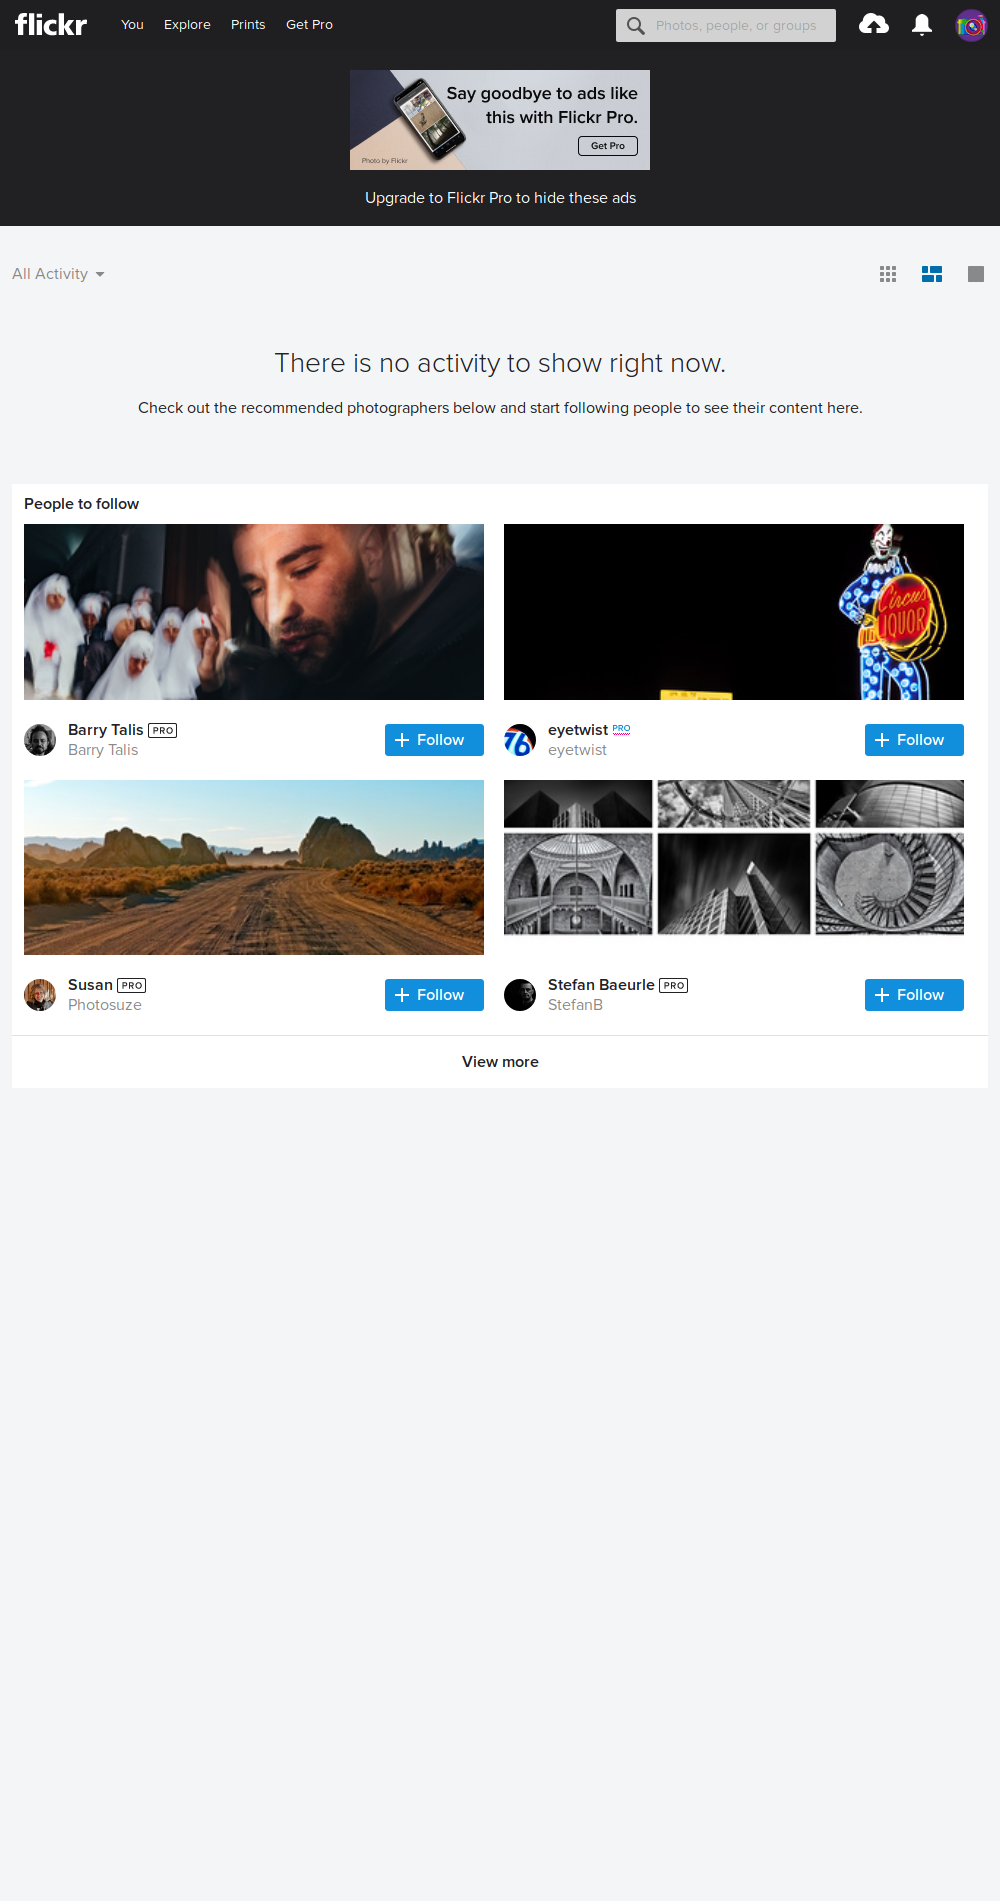 flickr
You Explore Prints Get Pro
Photos, people, or groups
Say goodbye to ads like
this with Flickr Pro.
Get Pro
Photo by Flickr
Upgrade to Flickr Pro to hide these ads
All Activity
There is no activity to show right now.
Check out the recommended photographers below and start following people to see their content here.
People to follow
Circus
LIQUOR
Barry Talis PRO
Barry Talis
Follow
76
eyetwist PRO
eyetwist
Follow
Susan PRO
Photosuze
Follow
Stefan Baeurle PRO
StefanB
Follow
View more